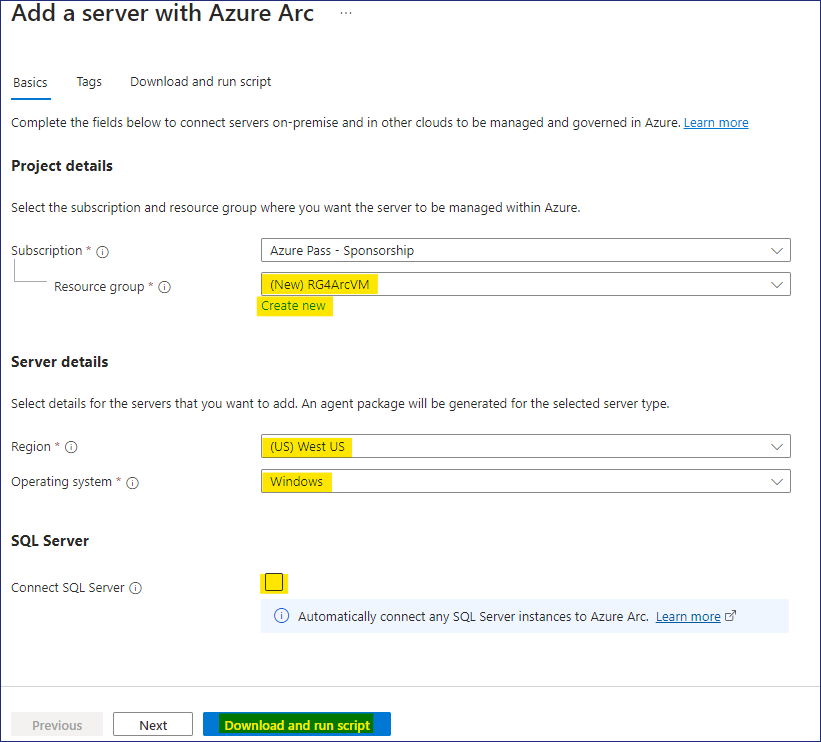 Add a server with Azure Arc ...
Basics Tags Download and run script
Complete the fields below to connect servers on-premise and in other clouds to be managed and governed in Azure. Learn more
Project details
Select the subscription and resource group where you want the server to be managed within Azure.
Subscription * Azure Pass - Sponsorship
Resource group * (New) RG4ArcVM
Create new
Server details
Select details for the servers that you want to add. An agent package will be generated for the selected server type.
Region * (US) West US
Operating system * Windows
SQL Server
Connect SQL Server
Automatically connect any SQL Server instances to Azure Arc. Learn more
Previous Next Download and run script